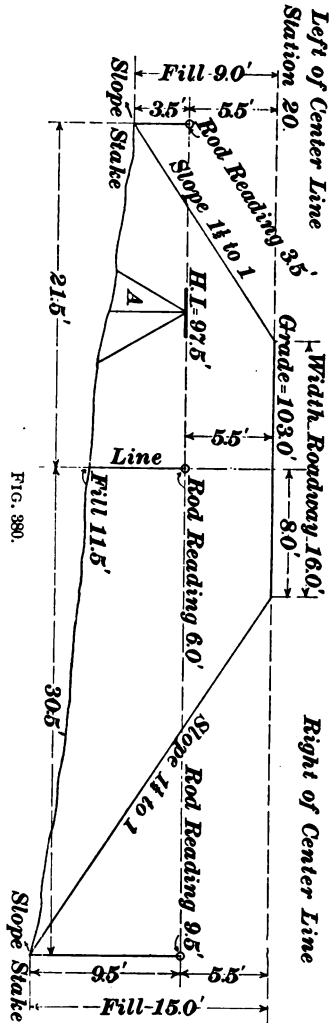 Left of Center Line
Station 20.
Right of Center Line
Width Roadway 16.0'
8.0'
Grade=103.0'
Fill 9.0'
5.5'
3.5'
Rod Reading 3.5'
Slope 1½ to 1
H.I.=97.5'
5.5'
A
Slope Stake
Line
Rod Reading 6.0'
Fill 11.5'
Slope 1½ to 1
Rod Reading 9.5'
5.5'
9.5'
Fill 15.0'
Slope Stake
21.5'
30.5'
FIG. 380.